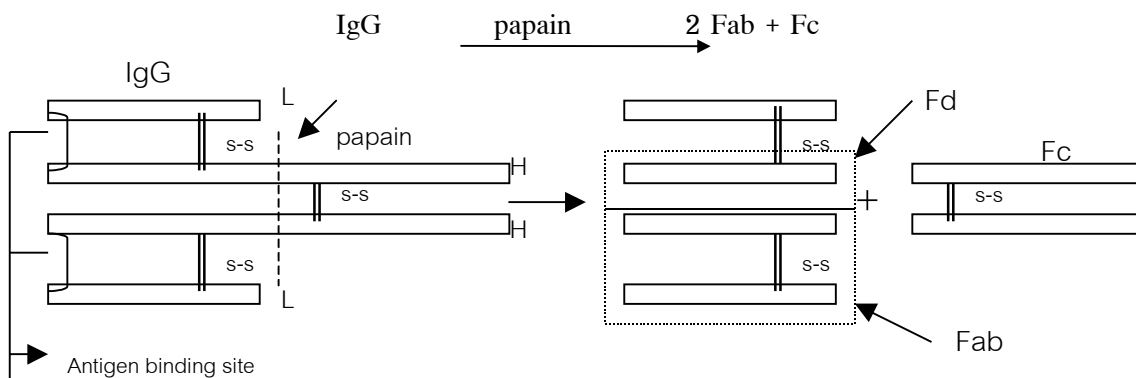 IgG papain 2 Fab + Fc
IgG
L
papain
s-s
H
s-s
H
s-s
L
Antigen binding site
Fd
s-s
+
Fc
s-s
s-s
Fab